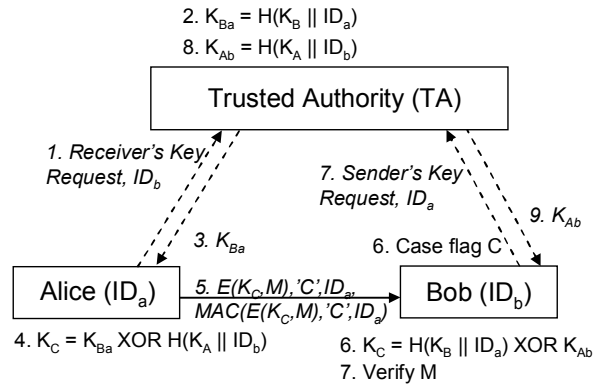 2. K_Ba = H(K_B || ID_a)
8. K_Ab = H(K_A || ID_b)
Trusted Authority (TA)
1. Receiver's Key
Request, ID_b
7. Sender's Key
Request, ID_a
3. K_Ba
9. K_Ab
6. Case flag C
Alice (ID_a)
5. E(K_C,M),'C',ID_a,
MAC(E(K_C,M),'C',ID_a)
Bob (ID_b)
4. K_C = K_Ba XOR H(K_A || ID_b)
6. K_C = H(K_B || ID_a) XOR K_Ab
7. Verify M